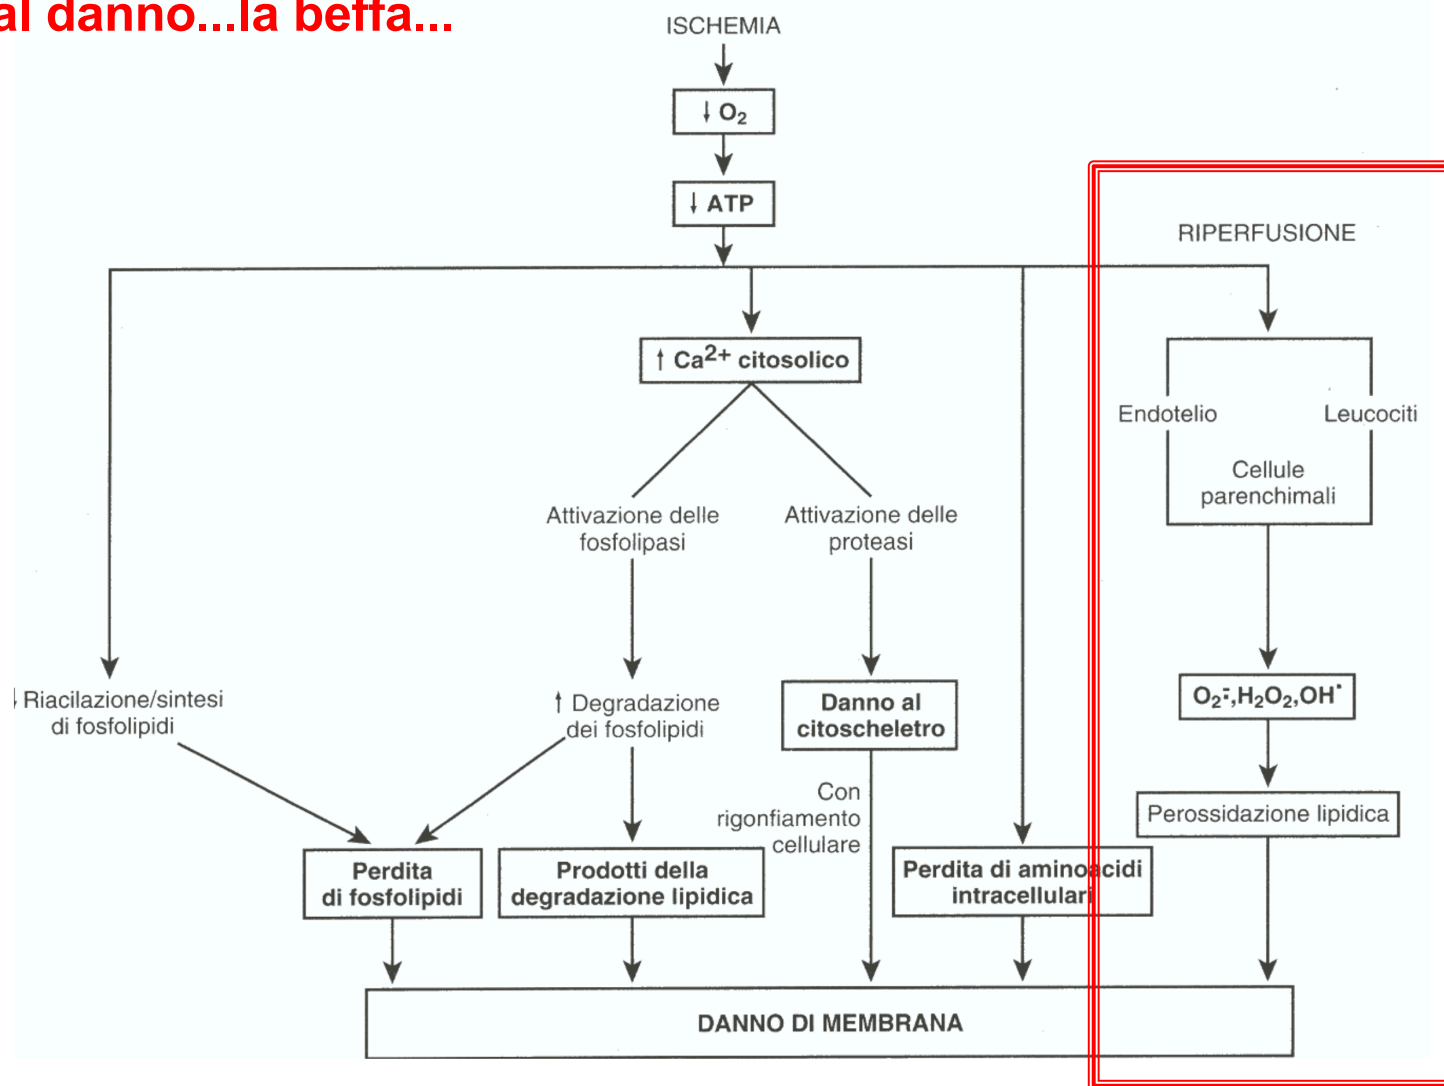 al danno...la beffa...
ISCHEMIA
↓ O₂
↓ ATP
RIPERFUSIONE
↑ Ca²⁺ citosolico
Endotelio
Leucociti
Cellule
parenchimali
Attivazione delle
fosfolipasi
Attivazione delle
proteasi
↓ Riacilazione/sintesi
di fosfolipidi
↑ Degradazione
dei fosfolipidi
Danno al
citoscheletro
O₂⁻̇,H₂O₂,OH˙
Con
rigonfiamento
cellulare
Perossidazione lipidica
Perdita
di fosfolipidi
Prodotti della
degradazione lipidica
Perdita di aminoacidi
intracellulari
DANNO DI MEMBRANA